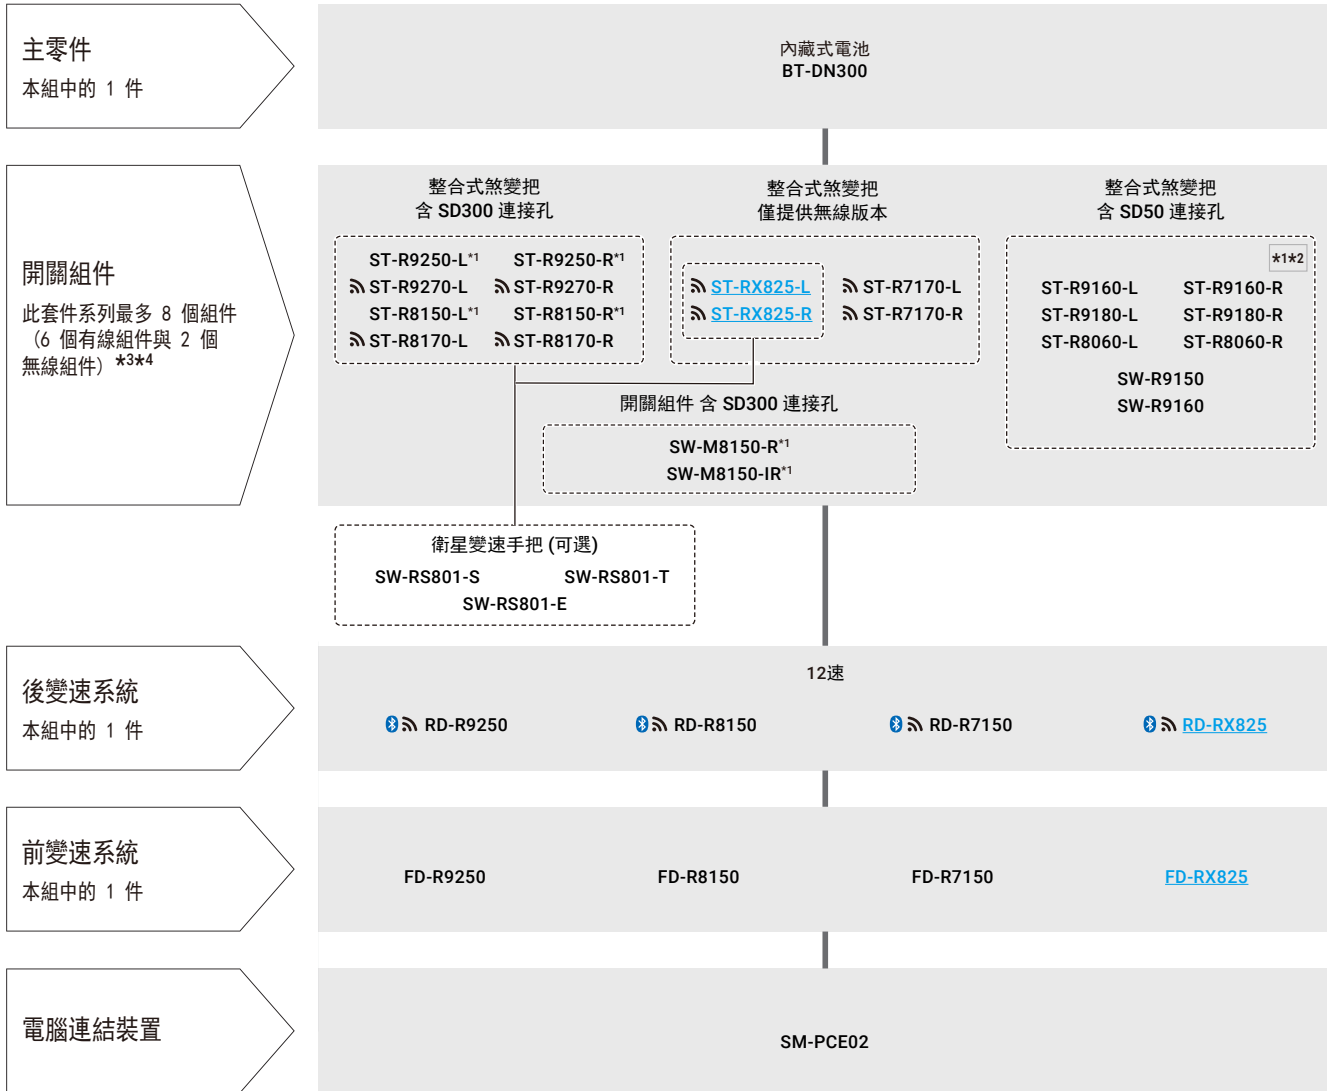 主零件
本組中的 1 件
內藏式電池
BT-DN300
開關組件
此套件系列最多 8 個組件
（6 個有線組件與 2 個
無線組件）*3*4
整合式煞變把
含 SD300 連接孔
ST-R9250-L*1 ST-R9250-R*1
ST-R9270-L ST-R9270-R
ST-R8150-L*1 ST-R8150-R*1
ST-R8170-L ST-R8170-R
整合式煞變把
僅提供無線版本
ST-RX825-L ST-R7170-L
ST-RX825-R ST-R7170-R
整合式煞變把
含 SD50 連接孔
*1*2
ST-R9160-L ST-R9160-R
ST-R9180-L ST-R9180-R
ST-R8060-L ST-R8060-R
SW-R9150
SW-R9160
開關組件 含 SD300 連接孔
SW-M8150-R*1
SW-M8150-IR*1
衛星變速手把 (可選)
SW-RS801-S SW-RS801-T
SW-RS801-E
後變速系統
本組中的 1 件
12速
RD-R9250 RD-R8150 RD-R7150 RD-RX825
前變速系統
本組中的 1 件
FD-R9250 FD-R8150 FD-R7150 FD-RX825
電腦連結裝置
SM-PCE02